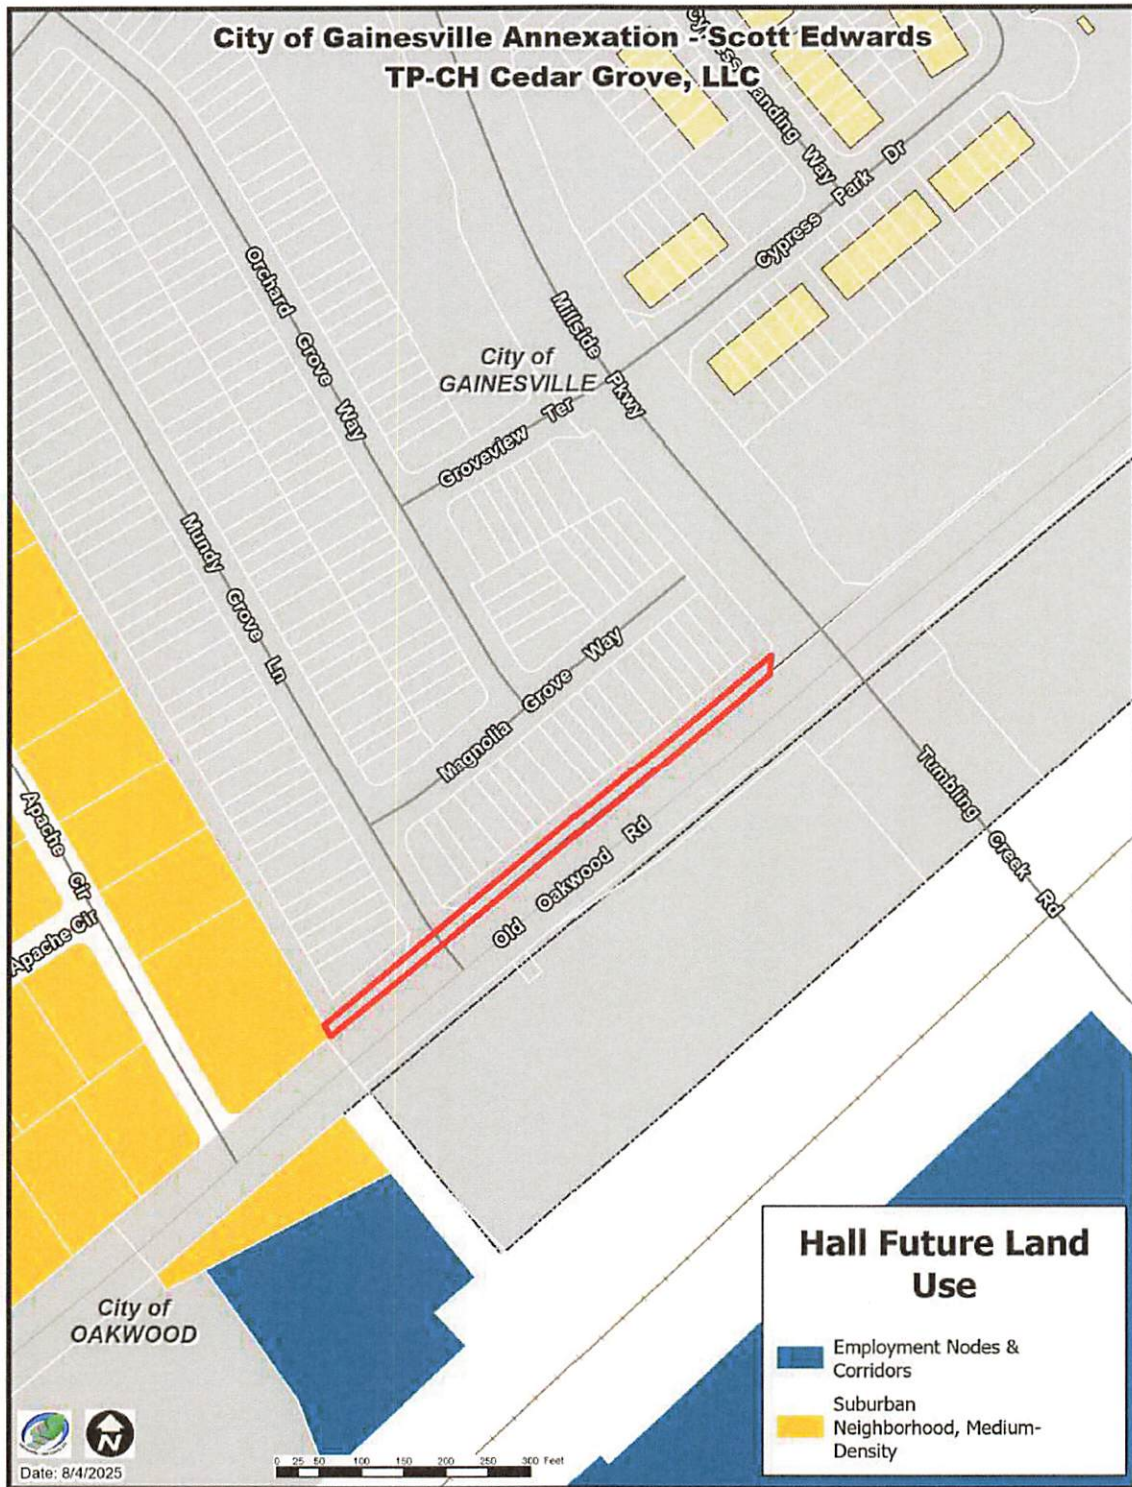 City of Gainesville Annexation - Scott Edwards
TP-CH Cedar Grove, LLC
Landing Way
Cypress Park Dr
Orchard Grove Way
Millside Pkwy
City of
GAINESVILLE
Groveview Ter
Mundy Grove Ln
Magnolia Grove Way
Tumbling Creek Rd
Old Oakwood Rd
Apache Cir
Apache Cir
City of
OAKWOOD
Hall Future Land
Use
Employment Nodes &
Corridors
Suburban
Neighborhood, Medium-
Density
N
Date: 8/4/2025
0 25 50 100 150 200 250 300 Feet